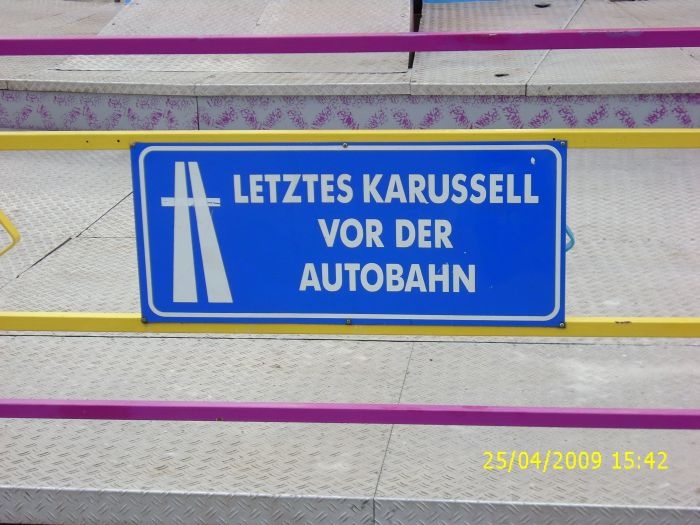 LETZTES KARUSSELL
VOR DER
AUTOBAHN
25/04/2009 15:42